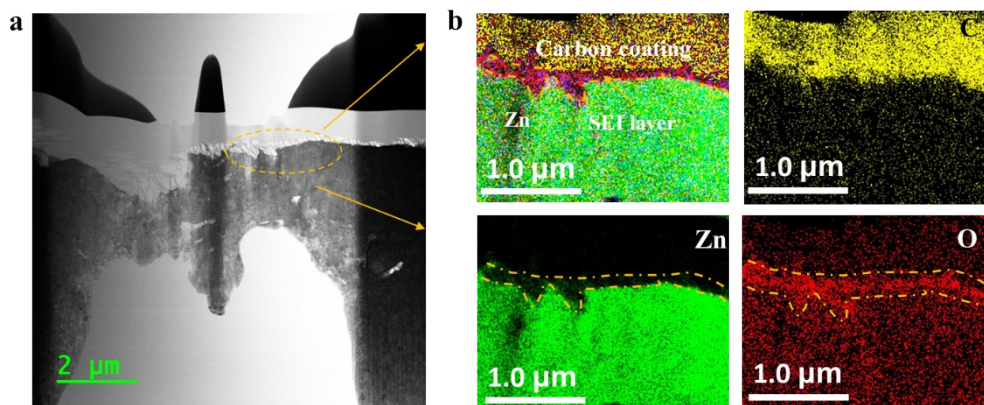 a
2 μm
b
Carbon coating
Zn
SEI layer
1.0 μm
C
1.0 μm
Zn
1.0 μm
O
1.0 μm